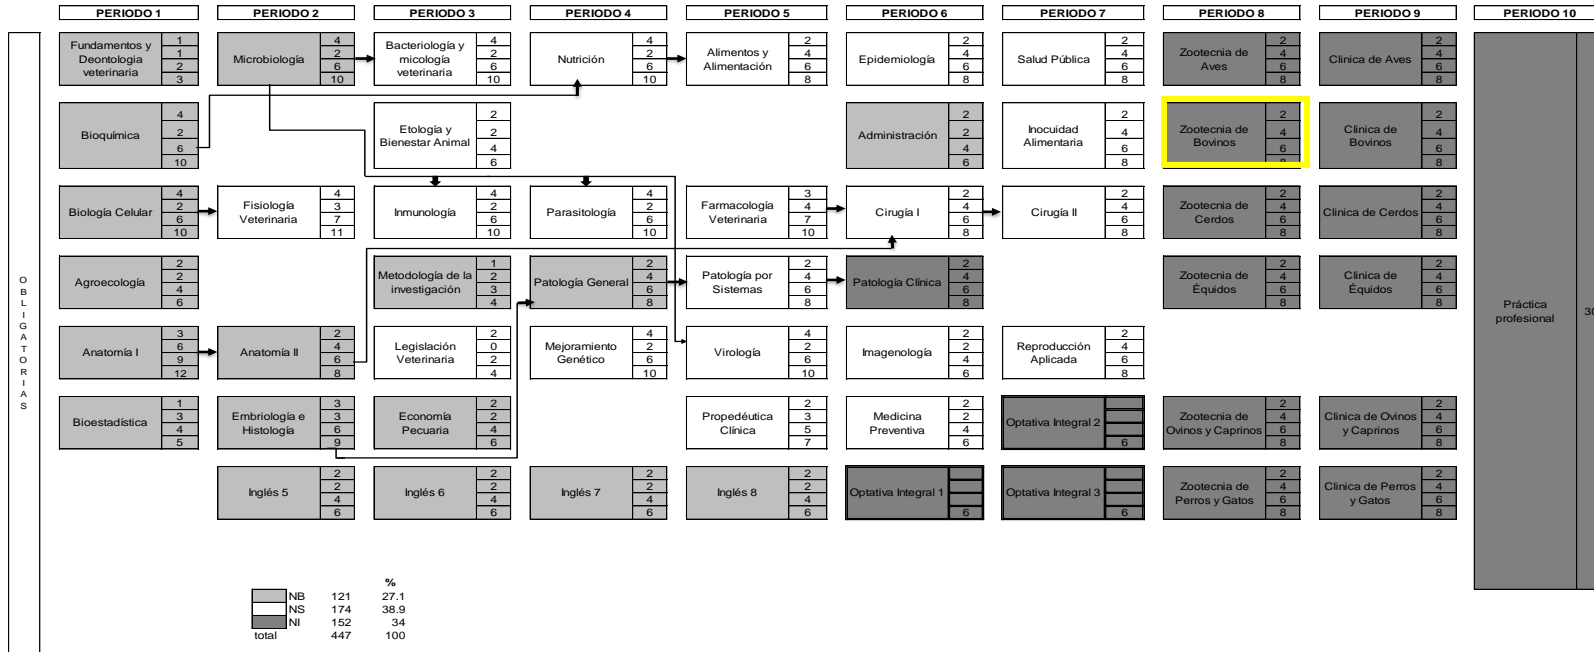 PERIODO 1 PERIODO 2 PERIODO 3 PERIODO 4 PERIODO 5 PERIODO 6 PERIODO 7 PERIODO 8 PERIODO 9 PERIODO 10
OBLIGATORIAS
Fundamentos y Deontologia veterinaria 1 1 2 3
Microbiología 4 2 6 10
Bacteriología y micología veterinaria 4 2 6 10
Nutrición 4 2 6 10
Alimentos y Alimentación 2 4 6 8
Epidemiología 2 4 6 8
Salud Pública 2 4 6 8
Zootecnia de Aves 2 4 6 8
Clinica de Aves 2 4 6 8
Bioquímica 4 2 6 10
Etología y Bienestar Animal 2 2 4 6
Administración 2 2 4 6
Inocuidad Alimentaria 2 4 6 8
Zootecnia de Bovinos 2 4 6 8
Clinica de Bovinos 2 4 6 8
Biología Celular 4 2 6 10
Fisiología Veterinaria 4 3 7 11
Inmunología 4 2 6 10
Parasitología 4 2 6 10
Farmacología Veterinaria 3 4 7 10
Cirugía I 2 4 6 8
Cirugía II 2 4 6 8
Zootecnia de Cerdos 2 4 6 8
Clinica de Cerdos 2 4 6 8
Agroecología 2 2 4 6
Metodología de la investigación 1 2 3 4
Patología General 2 4 6 8
Patología por Sistemas 2 4 6 8
Patología Clínica 2 4 6 8
Zootecnia de Équidos 2 4 6 8
Clinica de Équidos 2 4 6 8
Práctica profesional 30
Anatomía I 3 6 9 12
Anatomía II 2 4 6 8
Legislación Veterinaria 2 0 2 4
Mejoramiento Genético 4 2 6 10
Virología 4 2 6 10
Imagenología 2 2 4 6
Reproducción Aplicada 2 4 6 8
Bioestadística 1 3 4 5
Embriología e Histología 3 3 6 9
Economía Pecuaria 2 2 4 6
Propedéutica Clínica 2 3 5 7
Medicina Preventiva 2 2 4 6
Optativa Integral 2 6
Zootecnia de Ovinos y Caprinos 2 4 6 8
Clinica de Ovinos y Caprinos 2 4 6 8
Inglés 5 2 2 4 6
Inglés 6 2 2 4 6
Inglés 7 2 2 4 6
Inglés 8 2 2 4 6
Optativa Integral 1 6
Optativa Integral 3 6
Zootecnia de Perros y Gatos 2 4 6 8
Clinica de Perros y Gatos 2 4 6 8
%
NB 121 27.1
NS 174 38.9
NI 152 34
total 447 100